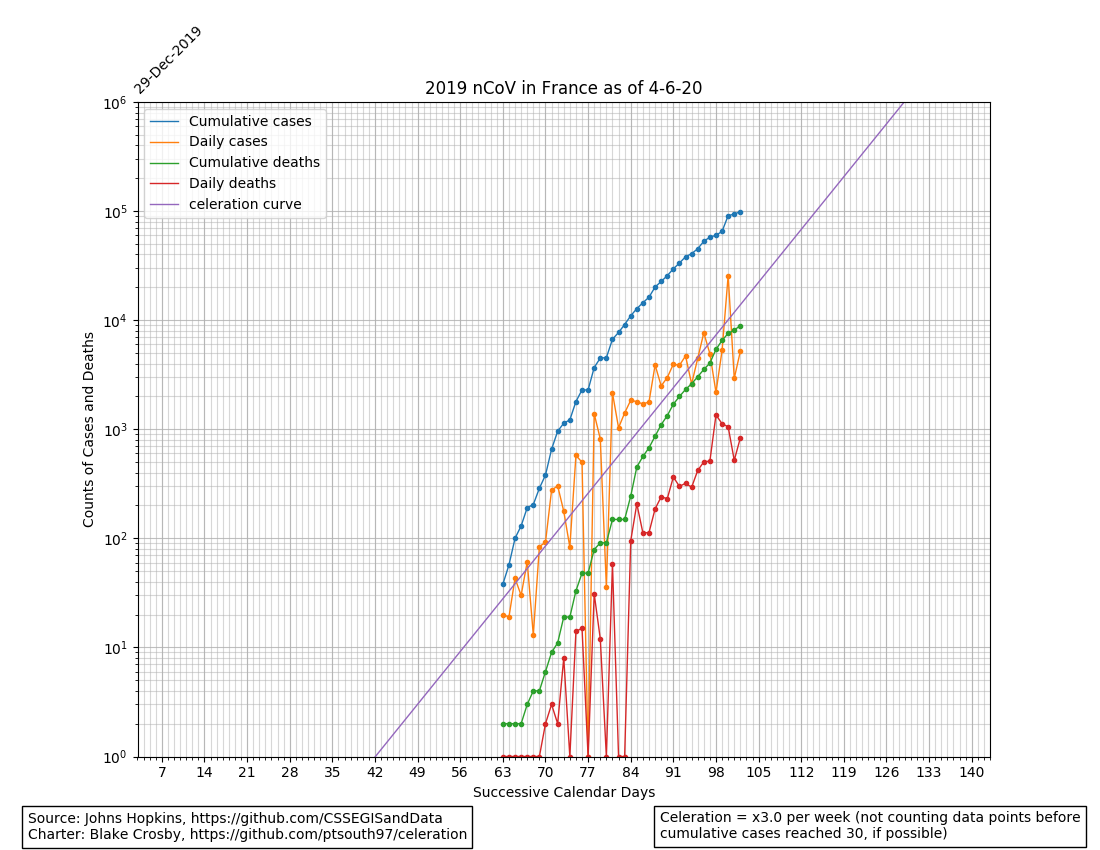 29-Dec-2019
2019 nCoV in France as of 4-6-20
Cumulative cases
Daily cases
Cumulative deaths
Daily deaths
celeration curve
Counts of Cases and Deaths
10^6
10^5
10^4
10^3
10^2
10^1
10^0
7 14 21 28 35 42 49 56 63 70 77 84 91 98 105 112 119 126 133 140
Successive Calendar Days
Source: Johns Hopkins, https://github.com/CSSEGISandData
Charter: Blake Crosby, https://github.com/ptsouth97/celeration
Celeration = x3.0 per week (not counting data points before
cumulative cases reached 30, if possible)